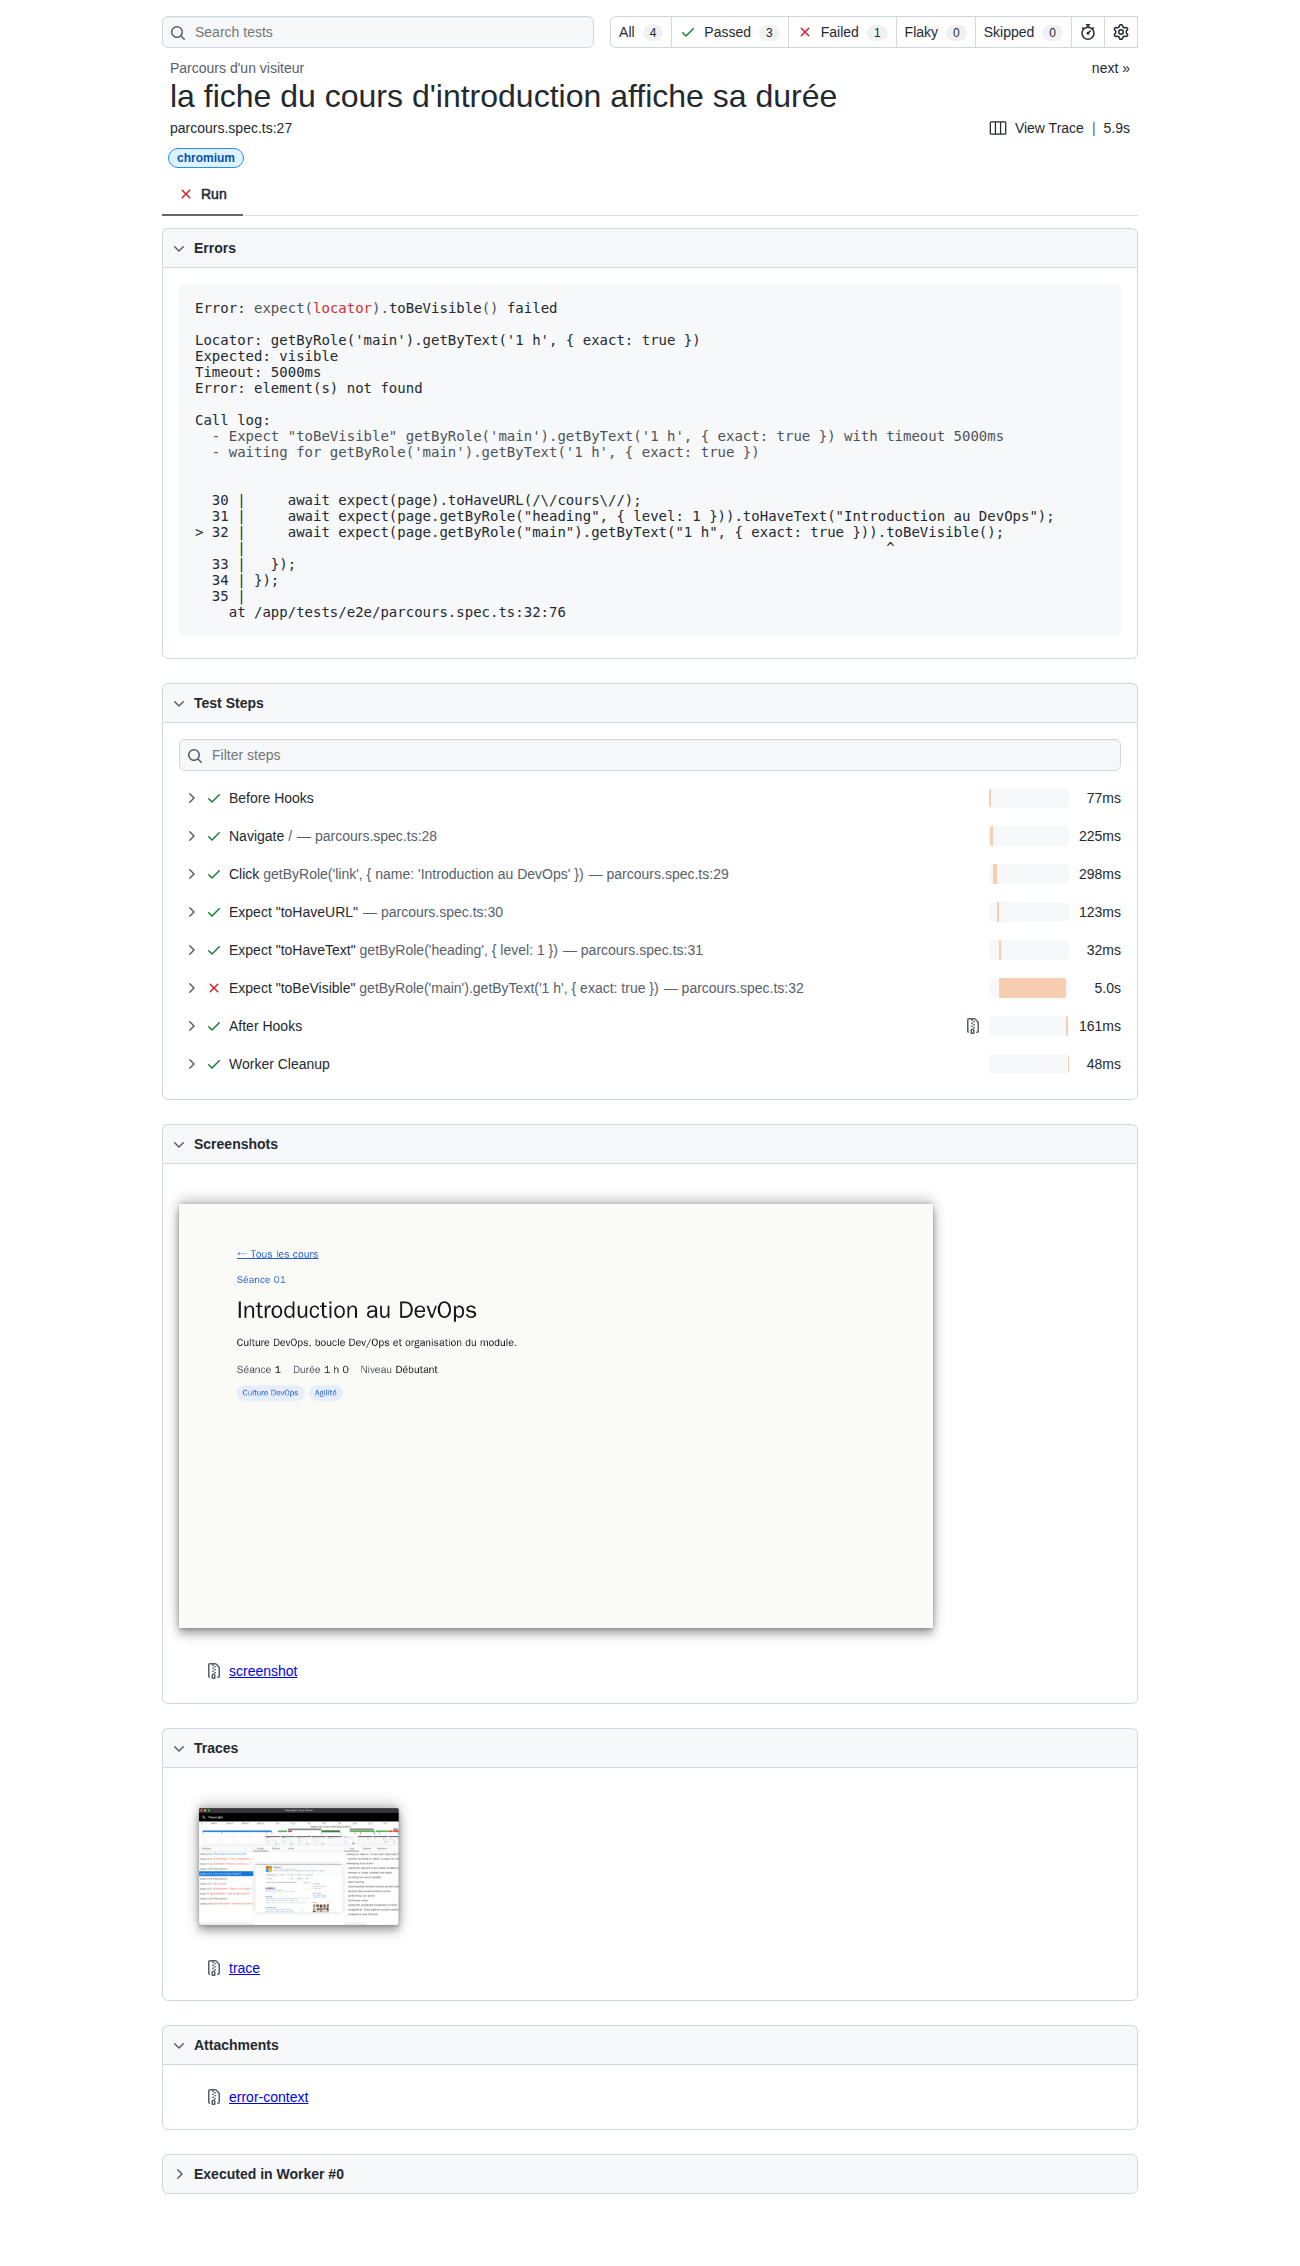 Search tests
All 4 Passed 3 Failed 1 Flaky 0 Skipped 0
Parcours d'un visiteur next »
la fiche du cours d'introduction affiche sa durée
parcours.spec.ts:27 View Trace | 5.9s
chromium
Run
Errors
Error: expect(locator).toBeVisible() failed
Locator: getByRole('main').getByText('1 h', { exact: true })
Expected: visible
Timeout: 5000ms
Error: element(s) not found
Call log:
- Expect "toBeVisible" getByRole('main').getByText('1 h', { exact: true }) with timeout 5000ms
- waiting for getByRole('main').getByText('1 h', { exact: true })
30 | await expect(page).toHaveURL(/\/cours\//);
31 | await expect(page.getByRole("heading", { level: 1 })).toHaveText("Introduction au DevOps");
> 32 | await expect(page.getByRole("main").getByText("1 h", { exact: true })).toBeVisible();
| ^
33 | });
34 | });
35 |
at /app/tests/e2e/parcours.spec.ts:32:76
Test Steps
Filter steps
Before Hooks 77ms
Navigate / — parcours.spec.ts:28 225ms
Click getByRole('link', { name: 'Introduction au DevOps' }) — parcours.spec.ts:29 298ms
Expect "toHaveURL" — parcours.spec.ts:30 123ms
Expect "toHaveText" getByRole('heading', { level: 1 }) — parcours.spec.ts:31 32ms
Expect "toBeVisible" getByRole('main').getByText('1 h', { exact: true }) — parcours.spec.ts:32 5.0s
After Hooks 161ms
Worker Cleanup 48ms
Screenshots
← Tous les cours
Séance 01
Introduction au DevOps
Culture DevOps, boucle Dev/Ops et organisation du module.
Séance 1 Durée 1 h 0 Niveau Débutant
Culture DevOps Agilité
screenshot
Traces
trace
Attachments
error-context
Executed in Worker #0